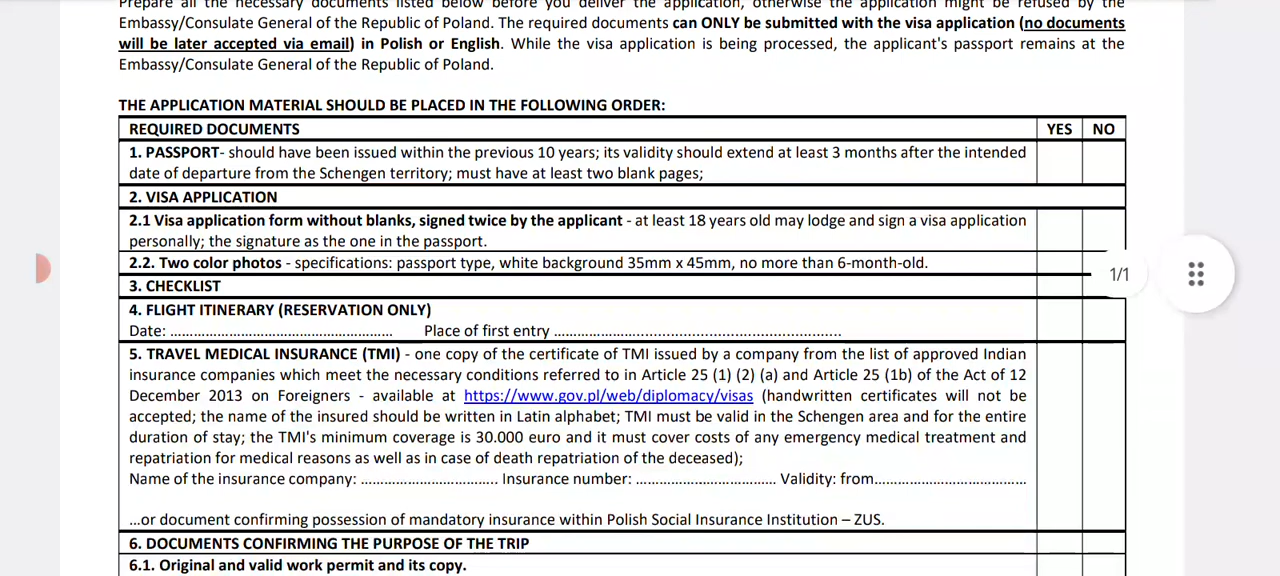 Prepare all the necessary documents listed below before you deliver the application, otherwise the application might be refused by the
Embassy/Consulate General of the Republic of Poland. The required documents can ONLY be submitted with the visa application (no documents
will be later accepted via email) in Polish or English. While the visa application is being processed, the applicant's passport remains at the
Embassy/Consulate General of the Republic of Poland.
THE APPLICATION MATERIAL SHOULD BE PLACED IN THE FOLLOWING ORDER:
REQUIRED DOCUMENTS YES NO
1. PASSPORT- should have been issued within the previous 10 years; its validity should extend at least 3 months after the intended
date of departure from the Schengen territory; must have at least two blank pages;
2. VISA APPLICATION
2.1 Visa application form without blanks, signed twice by the applicant - at least 18 years old may lodge and sign a visa application
personally; the signature as the one in the passport.
2.2. Two color photos - specifications: passport type, white background 35mm x 45mm, no more than 6-month-old.
1/1
3. CHECKLIST
4. FLIGHT ITINERARY (RESERVATION ONLY)
Date: ……………………………………………… Place of first entry ………………......................................................
5. TRAVEL MEDICAL INSURANCE (TMI) - one copy of the certificate of TMI issued by a company from the list of approved Indian
insurance companies which meet the necessary conditions referred to in Article 25 (1) (2) (a) and Article 25 (1b) of the Act of 12
December 2013 on Foreigners - available at https://www.gov.pl/web/diplomacy/visas (handwritten certificates will not be
accepted; the name of the insured should be written in Latin alphabet; TMI must be valid in the Schengen area and for the entire
duration of stay; the TMI's minimum coverage is 30.000 euro and it must cover costs of any emergency medical treatment and
repatriation for medical reasons as well as in case of death repatriation of the deceased);
Name of the insurance company: ……………………………. Insurance number: ……………………………. Validity: from……………………………….
…or document confirming possession of mandatory insurance within Polish Social Insurance Institution – ZUS.
6. DOCUMENTS CONFIRMING THE PURPOSE OF THE TRIP
6.1. Original and valid work permit and its copy.